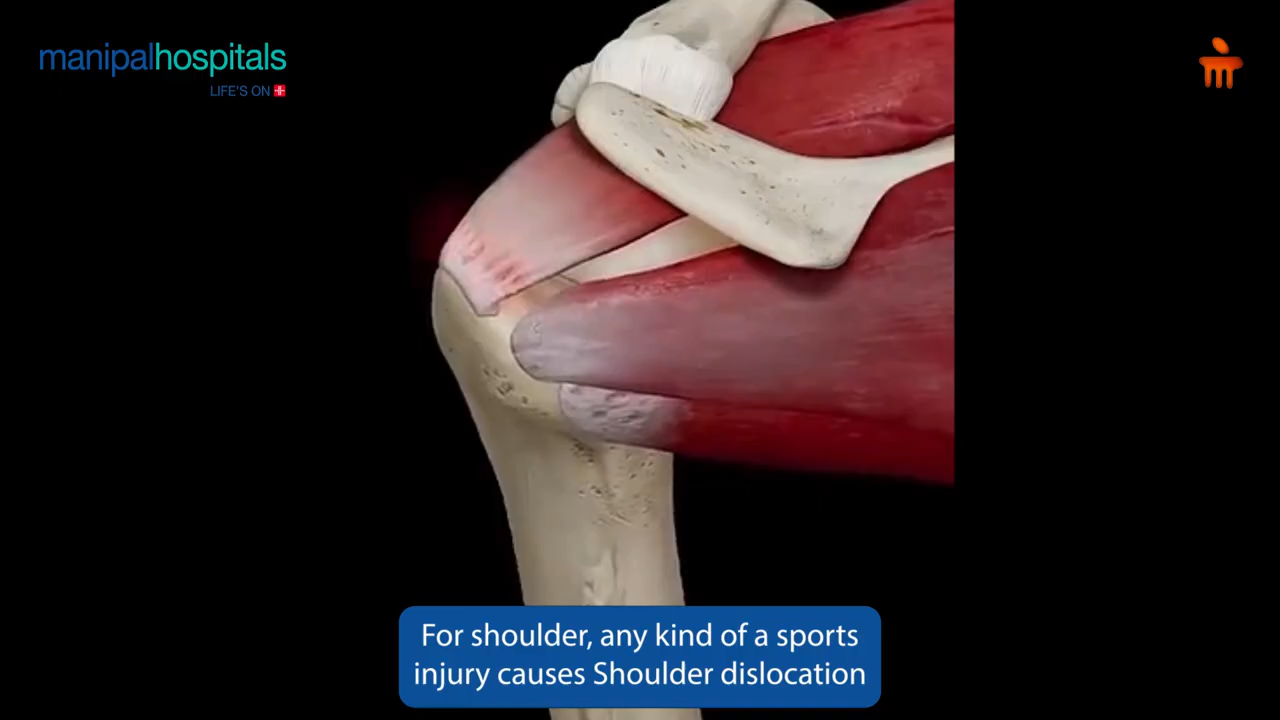 manipalhospitals
LIFE'S ON
For shoulder, any kind of a sports
injury causes Shoulder dislocation